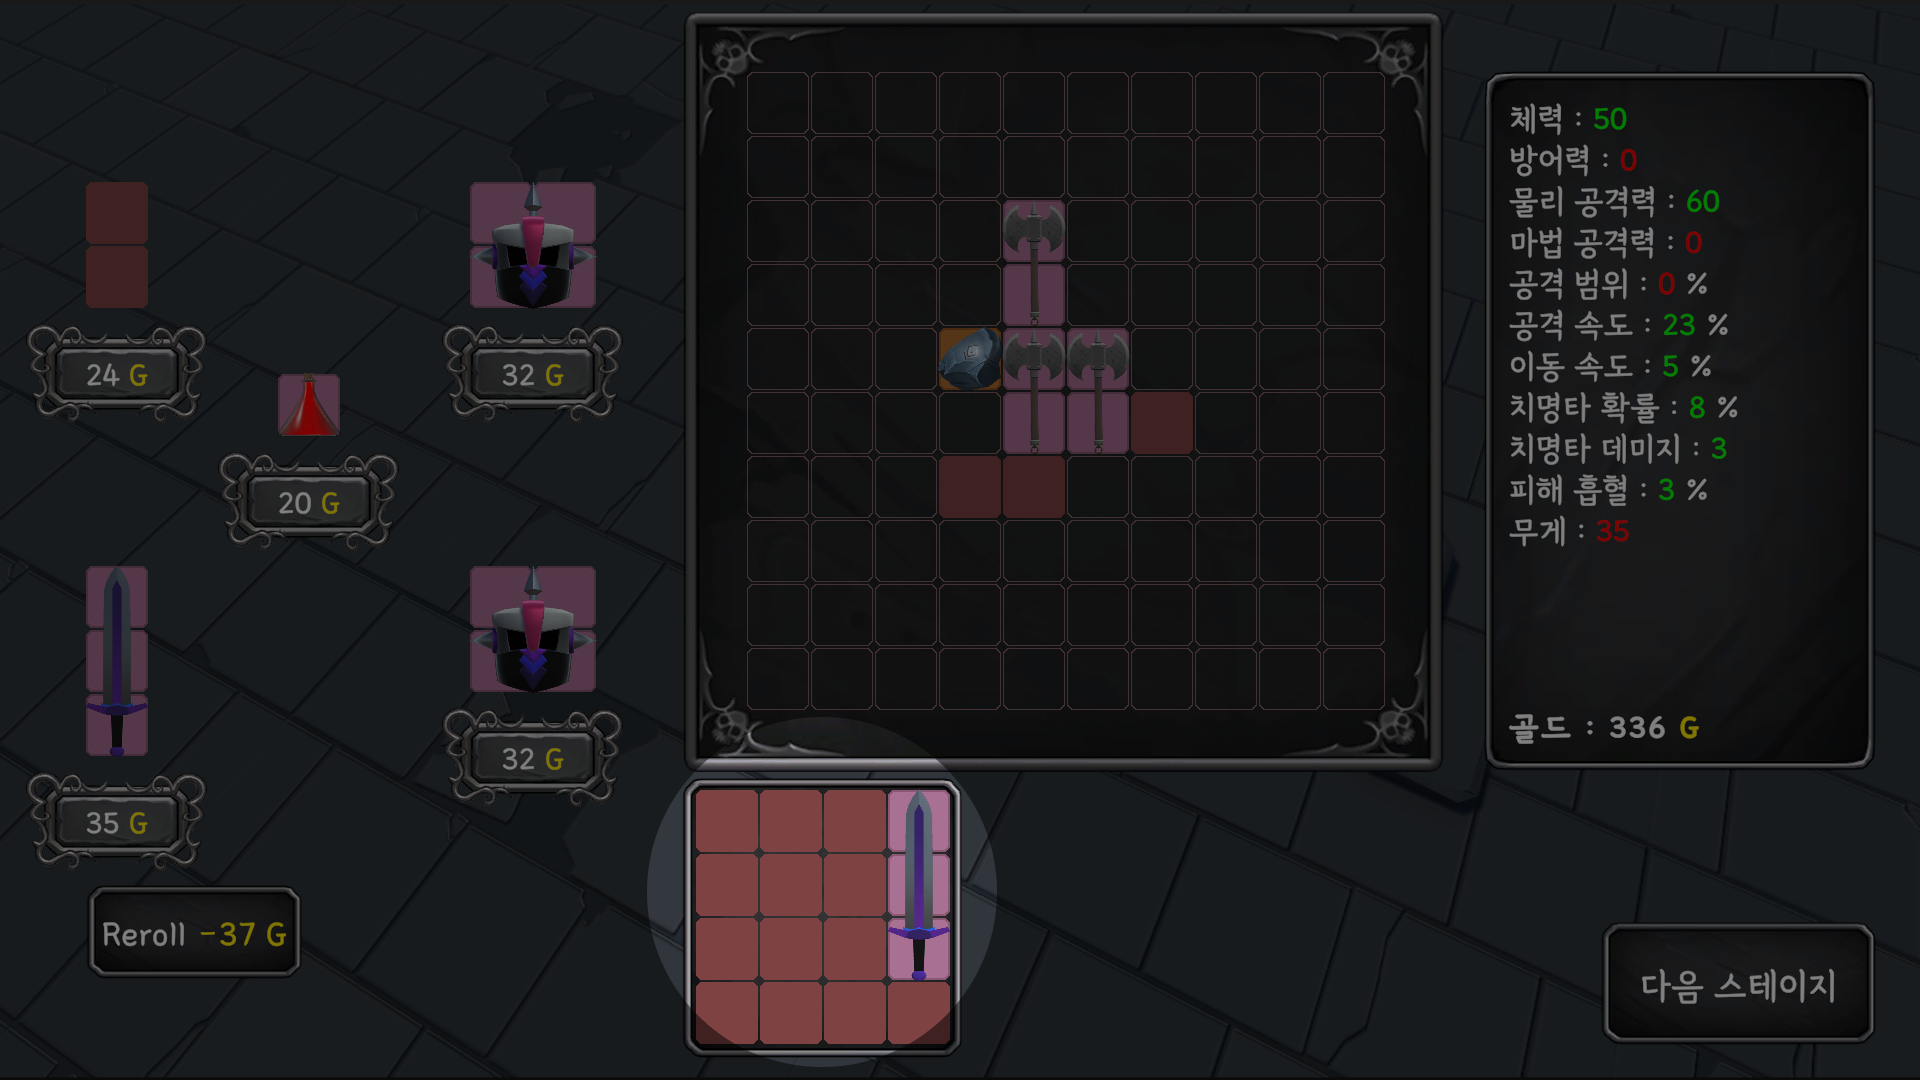 24 G
32 G
20 G
35 G
32 G
Reroll -37 G
체력 : 50
방어력 : 0
물리 공격력 : 60
마법 공격력 : 0
공격 범위 : 0 %
공격 속도 : 23 %
이동 속도 : 5 %
치명타 확률 : 8 %
치명타 데미지 : 3
피해 흡혈 : 3 %
무게 : 35
골드 : 336 G
다음 스테이지